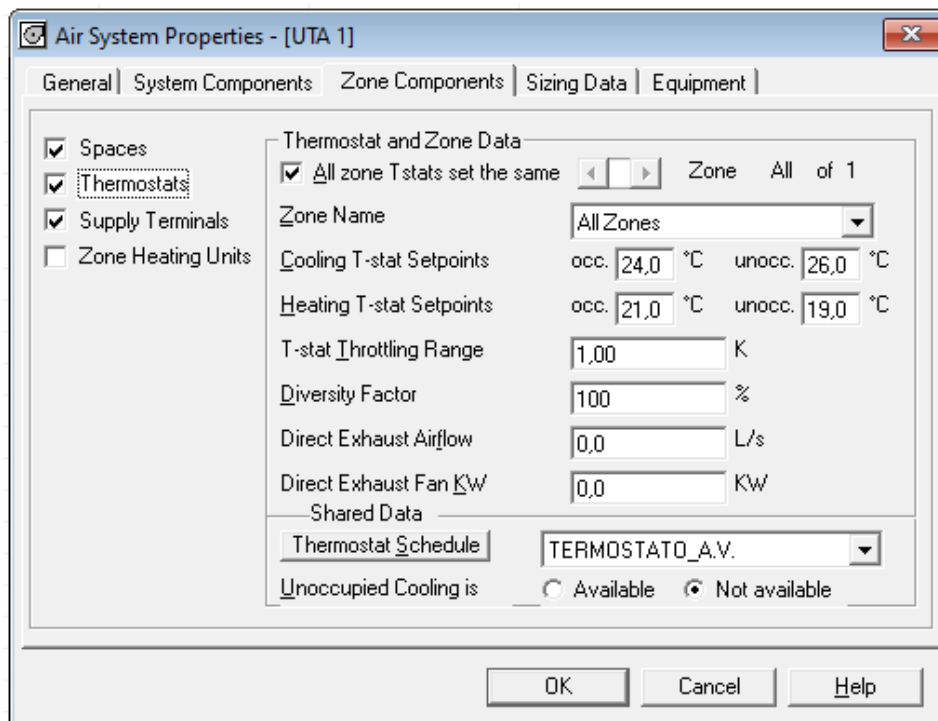 Air System Properties - [UTA 1]
General System Components Zone Components Sizing Data Equipment
Spaces
Thermostats
Supply Terminals
Zone Heating Units
Thermostat and Zone Data
All zone Tstats set the same Zone All of 1
Zone Name All Zones
Cooling T-stat Setpoints occ. 24,0 °C unocc. 26,0 °C
Heating T-stat Setpoints occ. 21,0 °C unocc. 19,0 °C
T-stat Throttling Range 1,00 K
Diversity Factor 100 %
Direct Exhaust Airflow 0,0 L/s
Direct Exhaust Fan KW 0,0 KW
Shared Data
Thermostat Schedule TERMOSTATO_A.V.
Unoccupied Cooling is Available Not available
OK Cancel Help